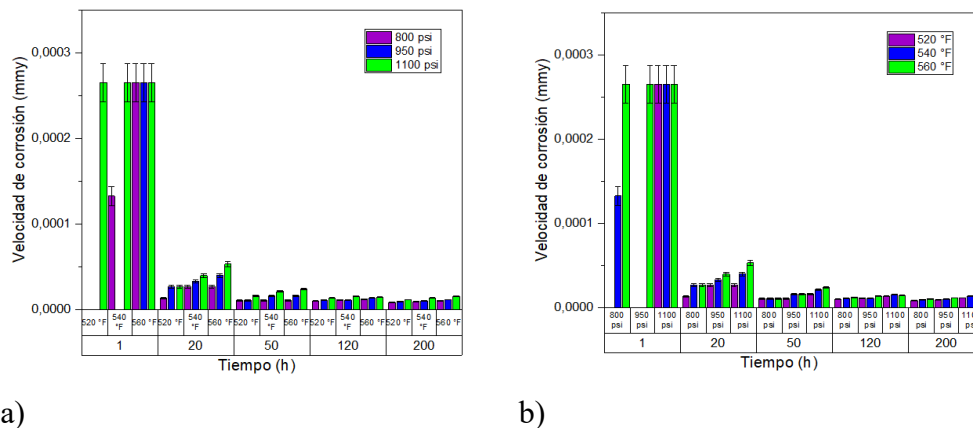 800 psi
950 psi
1100 psi
0,0003
0,0002
0,0001
0,0000
Velocidad de corrosión (mmy)
520 °F 540 °F 560 °F 520 °F 540 °F 560 °F 520 °F 540 °F 560 °F 520 °F 540 °F 560 °F 520 °F 540 °F 560 °F
1 20 50 120 200
Tiempo (h)
a)
520 °F
540 °F
560 °F
0,0003
0,0002
0,0001
0,0000
Velocidad de corrosión (mmy)
800 psi 950 psi 1100 psi 800 psi 950 psi 1100 psi 800 psi 950 psi 1100 psi 800 psi 950 psi 1100 psi 800 psi 950 psi 110 psi
1 20 50 120 200
Tiempo (h)
b)